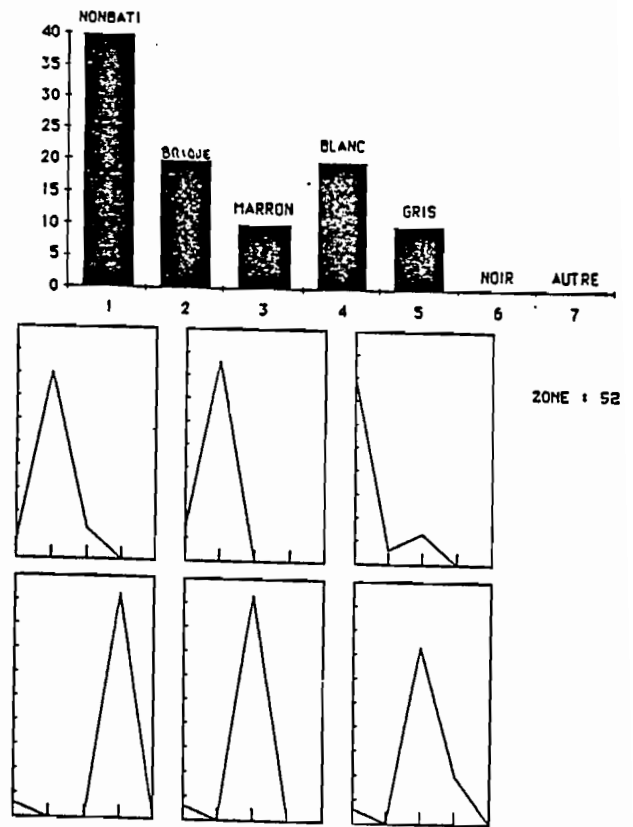 NONBATI
40
35
30
25
20
15
10
5
0
BRIQUE
MARRON
BLANC
GRIS
NOIR
AUTRE
1 2 3 4 5 6 7
ZONE : 52